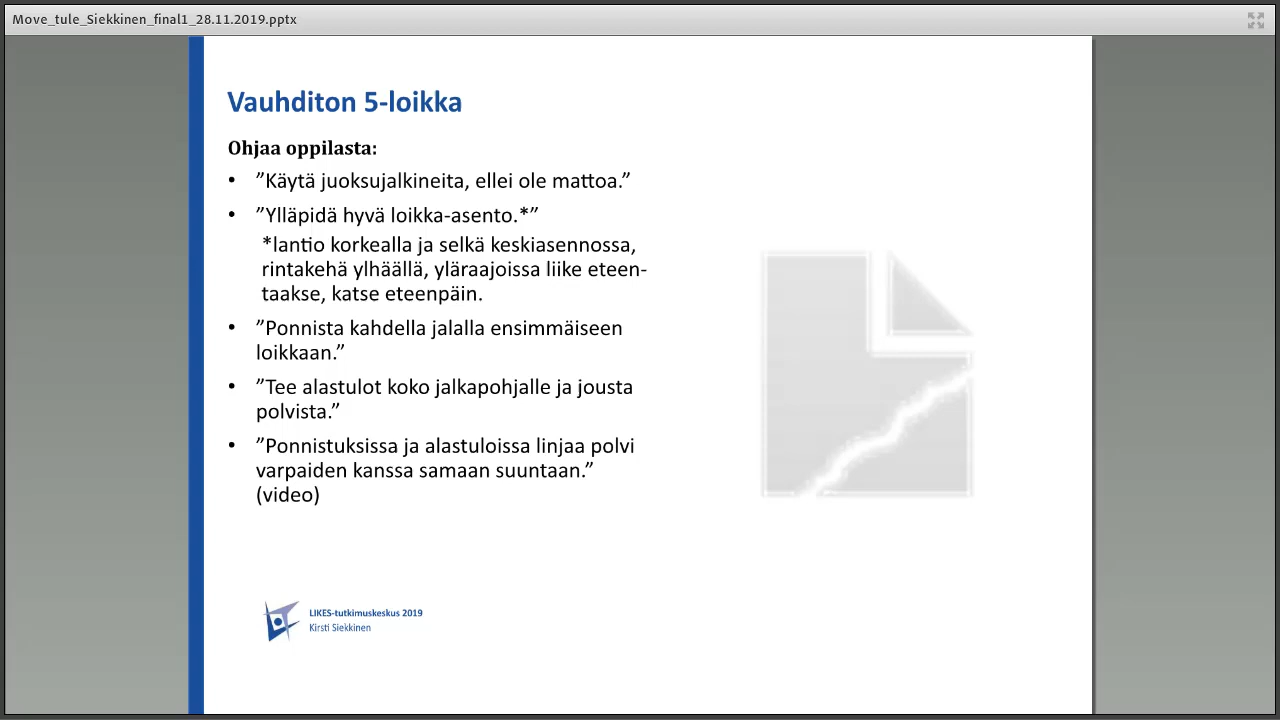 Move_tule_Siekkinen_final1_28.11.2019.pptx
Vauhditon 5-loikka
Ohjaa oppilasta:
• ”Käytä juoksujalkineita, ellei ole mattoa.”
• ”Ylläpidä hyvä loikka-asento.*”
*lantio korkealla ja selkä keskiasennossa,
rintakehä ylhäällä, yläraajoissa liike eteen-
taakse, katse eteenpäin.
• ”Ponnista kahdella jalalla ensimmäiseen
loikkaan.”
• ”Tee alastulot koko jalkapohjalle ja jousta
polvista.”
• ”Ponnistuksissa ja alastuloissa linjaa polvi
varpaiden kanssa samaan suuntaan.”
(video)
LIKES-tutkimuskeskus 2019
Kirsti Siekkinen